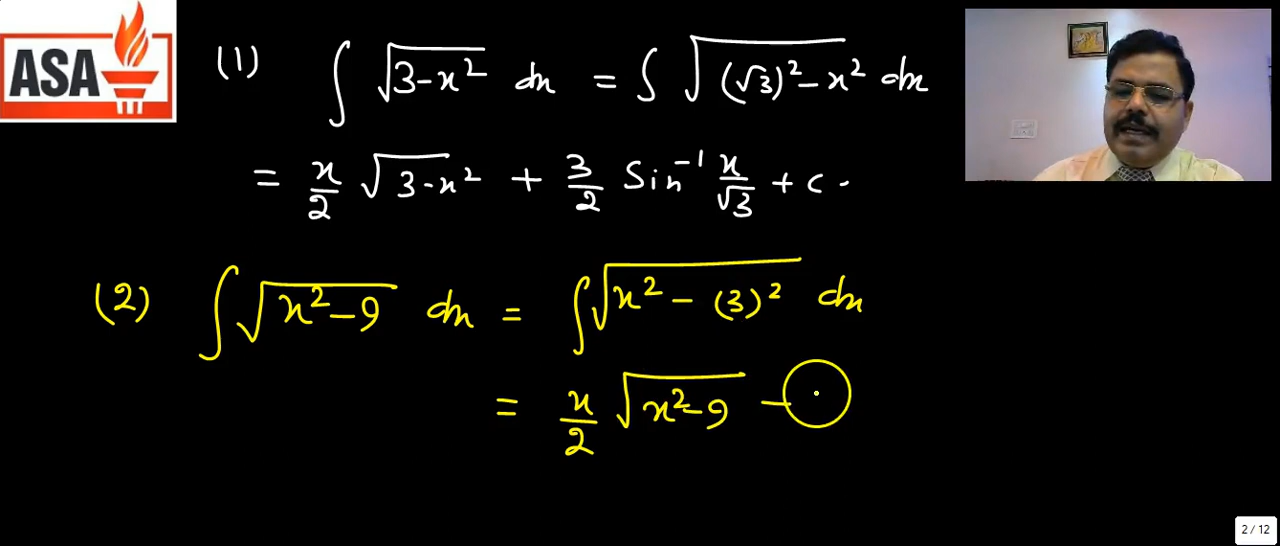 ASA
(1) ∫ √(3-x²) dx = ∫ √((√3)²-x²) dx
= x/2 √(3-x²) + 3/2 Sin⁻¹ x/√3 + c.
(2) ∫ √(x²-9) dx = ∫ √(x² - (3)²) dx
= x/2 √(x²-9) -
2 / 12